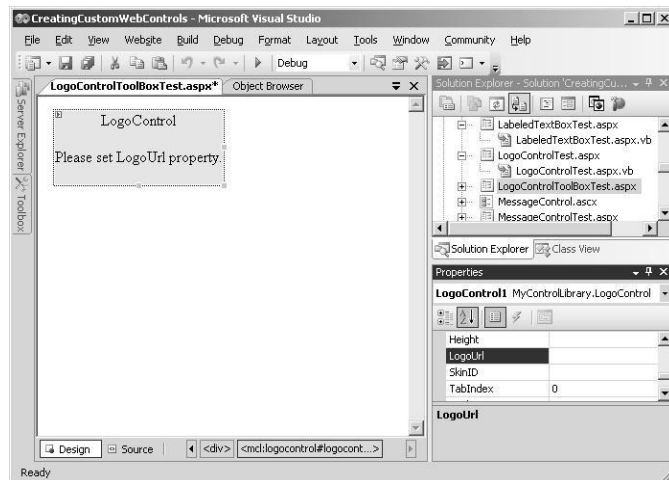 CreatingCustomWebControls - Microsoft Visual Studio
File Edit View Website Build Debug Format Layout Tools Window Community Help
Debug
Server Explorer
Toolbox
LogoControlToolBoxTest.aspx* Object Browser
LogoControl
Please set LogoUrl property.
Design Source <div> <mcl:logocontrol#logocont...>
Solution Explorer - Solution 'CreatingCu...
LabeledTextBoxTest.aspx
LabeledTextBoxTest.aspx.vb
LogoControlTest.aspx
LogoControlTest.aspx.vb
LogoControlToolBoxTest.aspx
MessageControl.ascx
MessageControlTest.aspx
Solution Explorer Class View
Properties
LogoControl1 MyControlLibrary.LogoControl
Height
LogoUrl
SkinID
TabIndex 0
LogoUrl
Ready